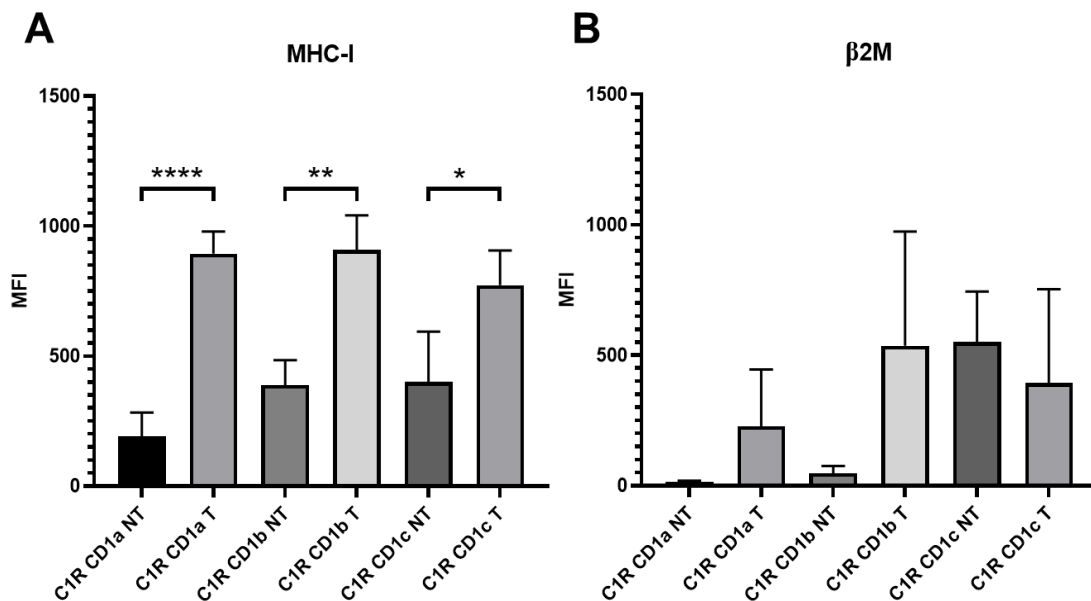 A
MHC-I
MFI
1500
1000
500
0
****
**
*
C1R CD1a NT
C1R CD1a T
C1R CD1b NT
C1R CD1b T
C1R CD1c NT
C1R CD1c T
B
β2M
MFI
1500
1000
500
0
C1R CD1a NT
C1R CD1a T
C1R CD1b NT
C1R CD1b T
C1R CD1c NT
C1R CD1c T